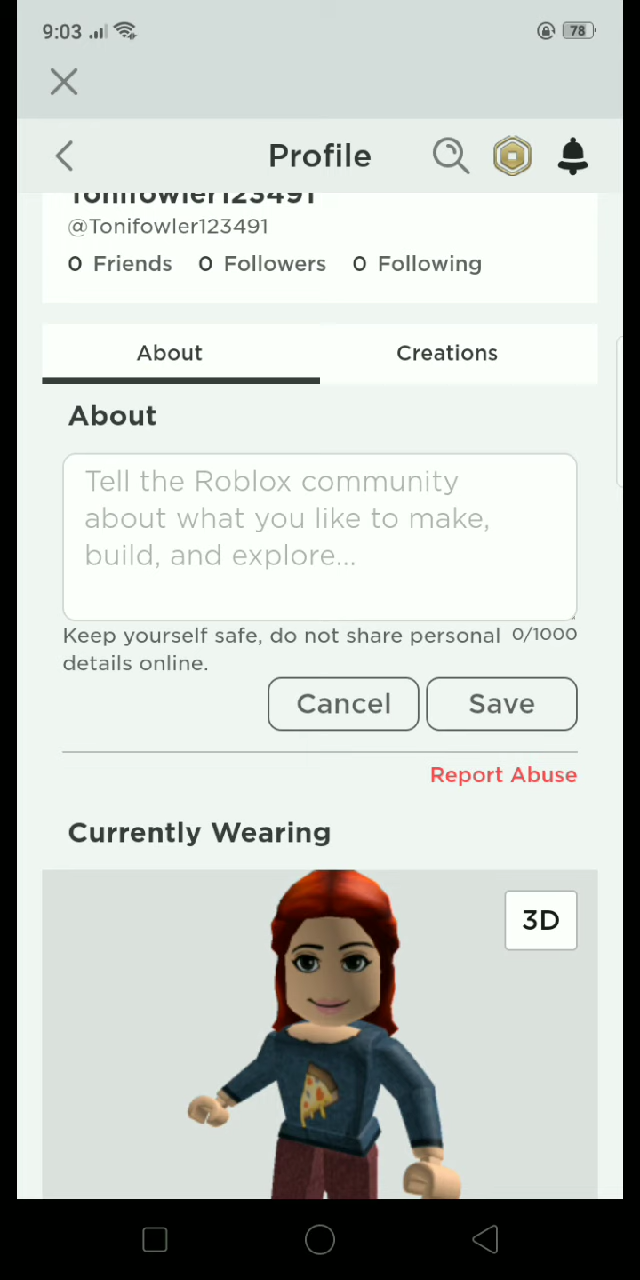 9:03
78
Profile
Tonifowler123491
@Tonifowler123491
0 Friends 0 Followers 0 Following
About Creations
About
Tell the Roblox community
about what you like to make,
build, and explore...
Keep yourself safe, do not share personal 0/1000
details online.
Cancel Save
Report Abuse
Currently Wearing
3D